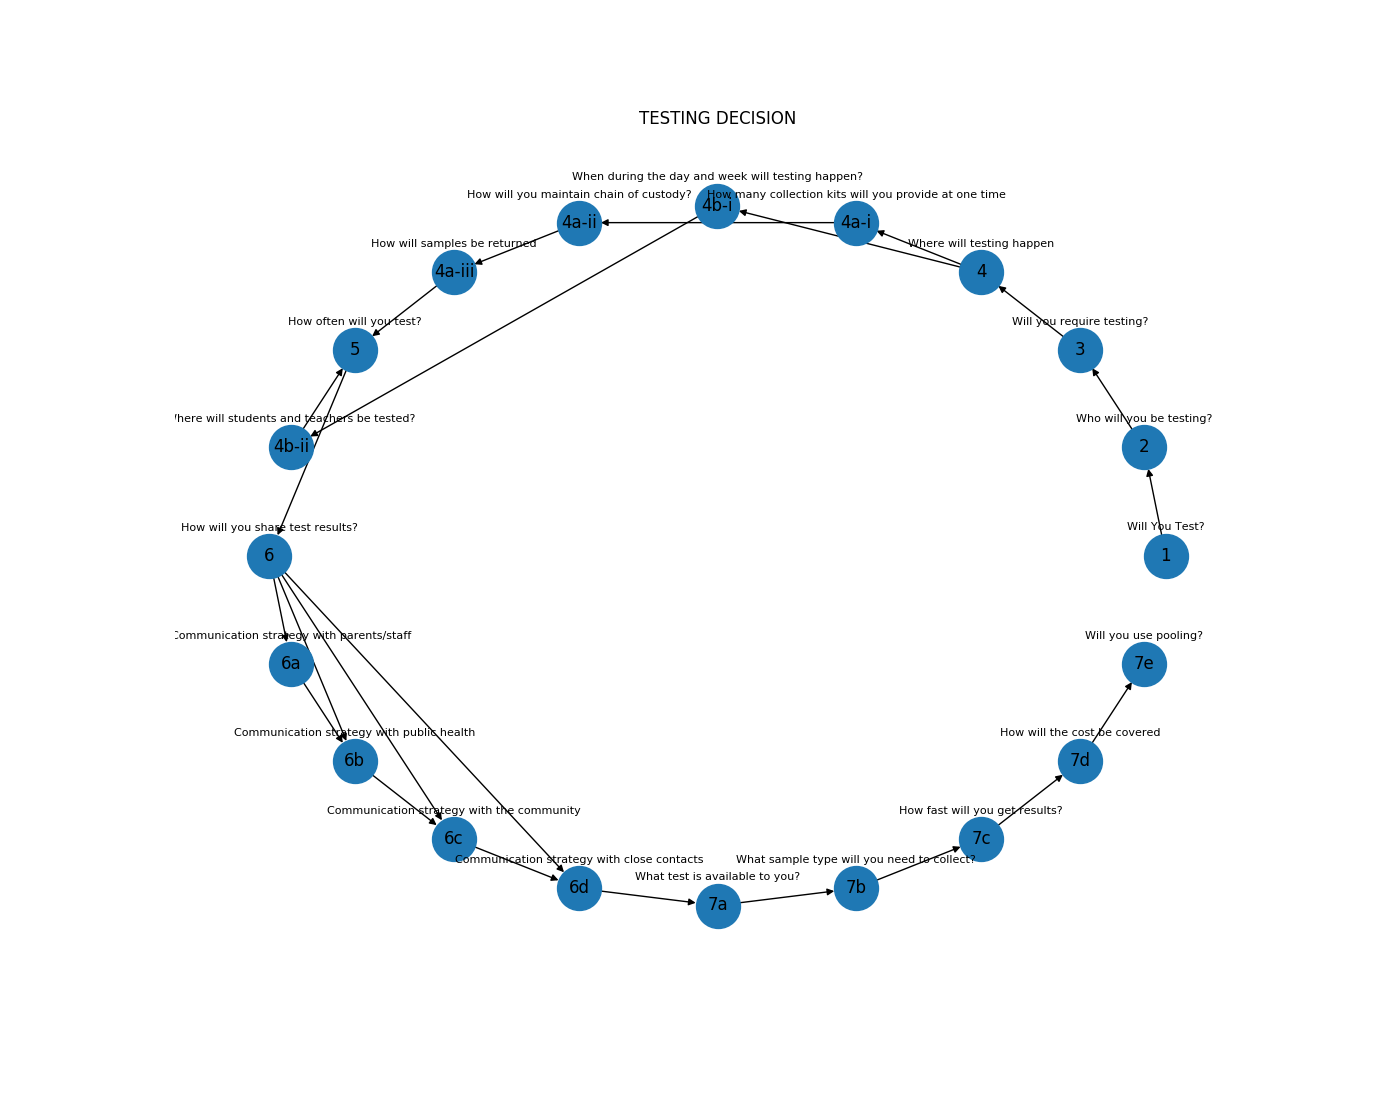 TESTING DECISION
When during the day and week will testing happen?
How will you maintain chain of custody?
How many collection kits will you provide at one time
4b-i
4a-ii
4a-i
How will samples be returned
Where will testing happen
4a-iii
4
How often will you test?
Will you require testing?
5
3
here will students and teachers be tested?
Who will you be testing?
4b-ii
2
How will you share test results?
Will You Test?
6
1
Communication strategy with parents/staff
Will you use pooling?
6a
7e
Communication strategy with public health
How will the cost be covered
6b
7d
Communication strategy with the community
How fast will you get results?
6c
7c
Communication strategy with close contacts
What sample type will you need to collect?
What test is available to you?
6d
7b
7a